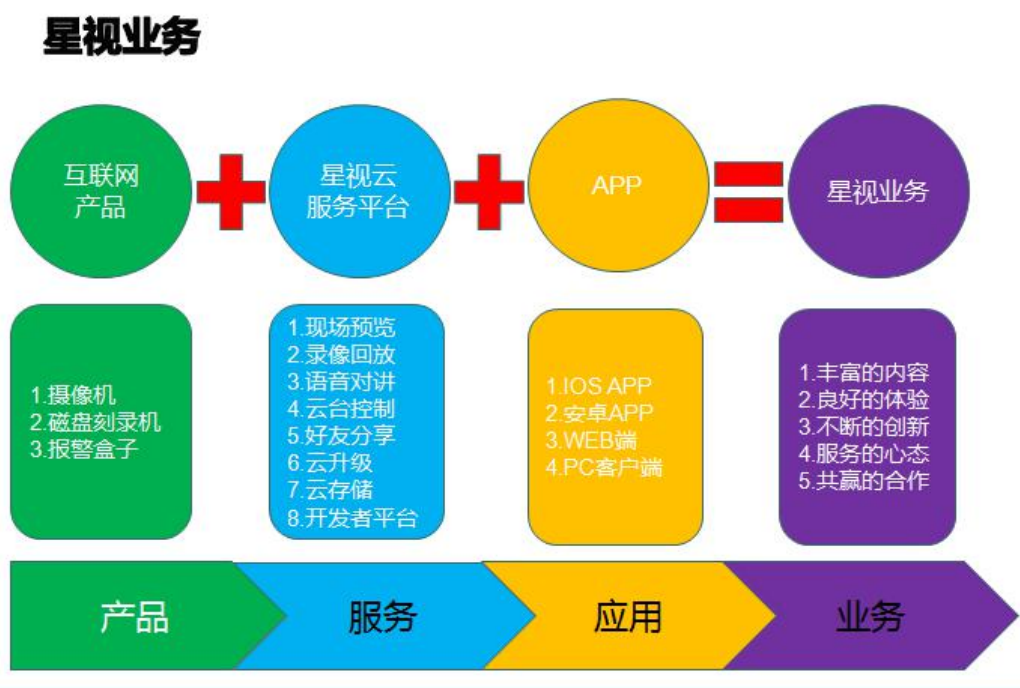 星视业务
互联网
产品
星视云
服务平台
APP
星视业务
1.摄像机
2.磁盘刻录机
3.报警盒子
1.现场预览
2.录像回放
3.语音对讲
4.云台控制
5.好友分享
6.云升级
7.云存储
8.开发者平台
1.IOS APP
2.安卓APP
3.WEB端
4.PC客户端
1.丰富的内容
2.良好的体验
3.不断的创新
4.服务的心态
5.共赢的合作
产品
服务
应用
业务